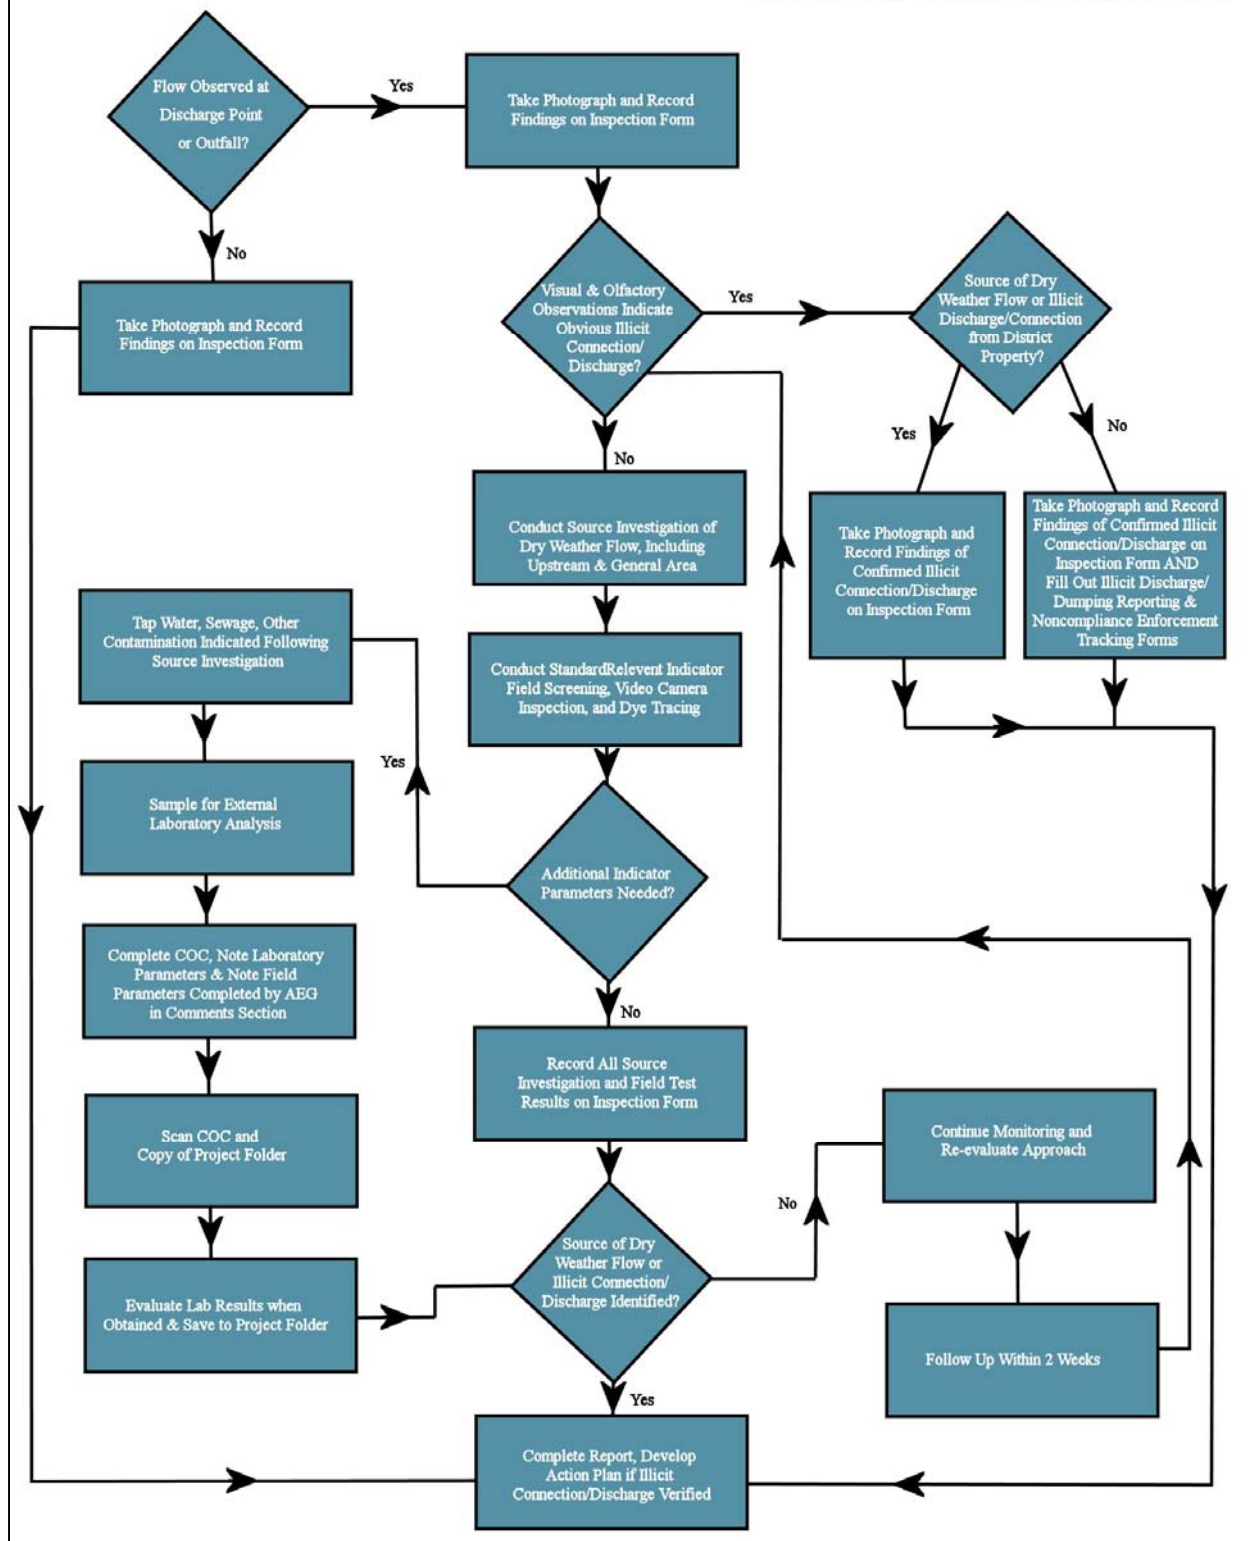 Flow Observed at
Discharge Point
or Outfall?
Yes
Take Photograph and Record
Findings on Inspection Form
No
Take Photograph and Record
Findings on Inspection Form
Visual & Olfactory
Observations Indicate
Obvious Illicit
Connection/
Discharge?
Yes
Source of Dry
Weather Flow or Illicit
Discharge/Connection
from District
Property?
Yes
No
Take Photograph and
Record Findings of
Confirmed Illicit
Connection/Discharge
on Inspection Form
Take Photograph and Record
Findings of Confirmed Illicit
Connection/Discharge on
Inspection Form AND
Fill Out Illicit Discharge/
Dumping Reporting &
Noncompliance Enforcement
Tracking Forms
No
Conduct Source Investigation of
Dry Weather Flow, Including
Upstream & General Area
Conduct StandardRelevent Indicator
Field Screening, Video Camera
Inspection, and Dye Tracing
Additional Indicator
Parameters Needed?
Yes
Tap Water, Sewage, Other
Contamination Indicated Following
Source Investigation
Sample for External
Laboratory Analysis
Complete COC, Note Laboratory
Parameters & Note Field
Parameters Completed by AEG
in Comments Section
Scan COC and
Copy of Project Folder
Evaluate Lab Results when
Obtained & Save to Project Folder
No
Record All Source
Investigation and Field Test
Results on Inspection Form
Source of Dry
Weather Flow or
Illicit Connection/
Discharge Identified?
No
Continue Monitoring and
Re-evaluate Approach
Follow Up Within 2 Weeks
Yes
Complete Report, Develop
Action Plan if Illicit
Connection/Discharge Verified